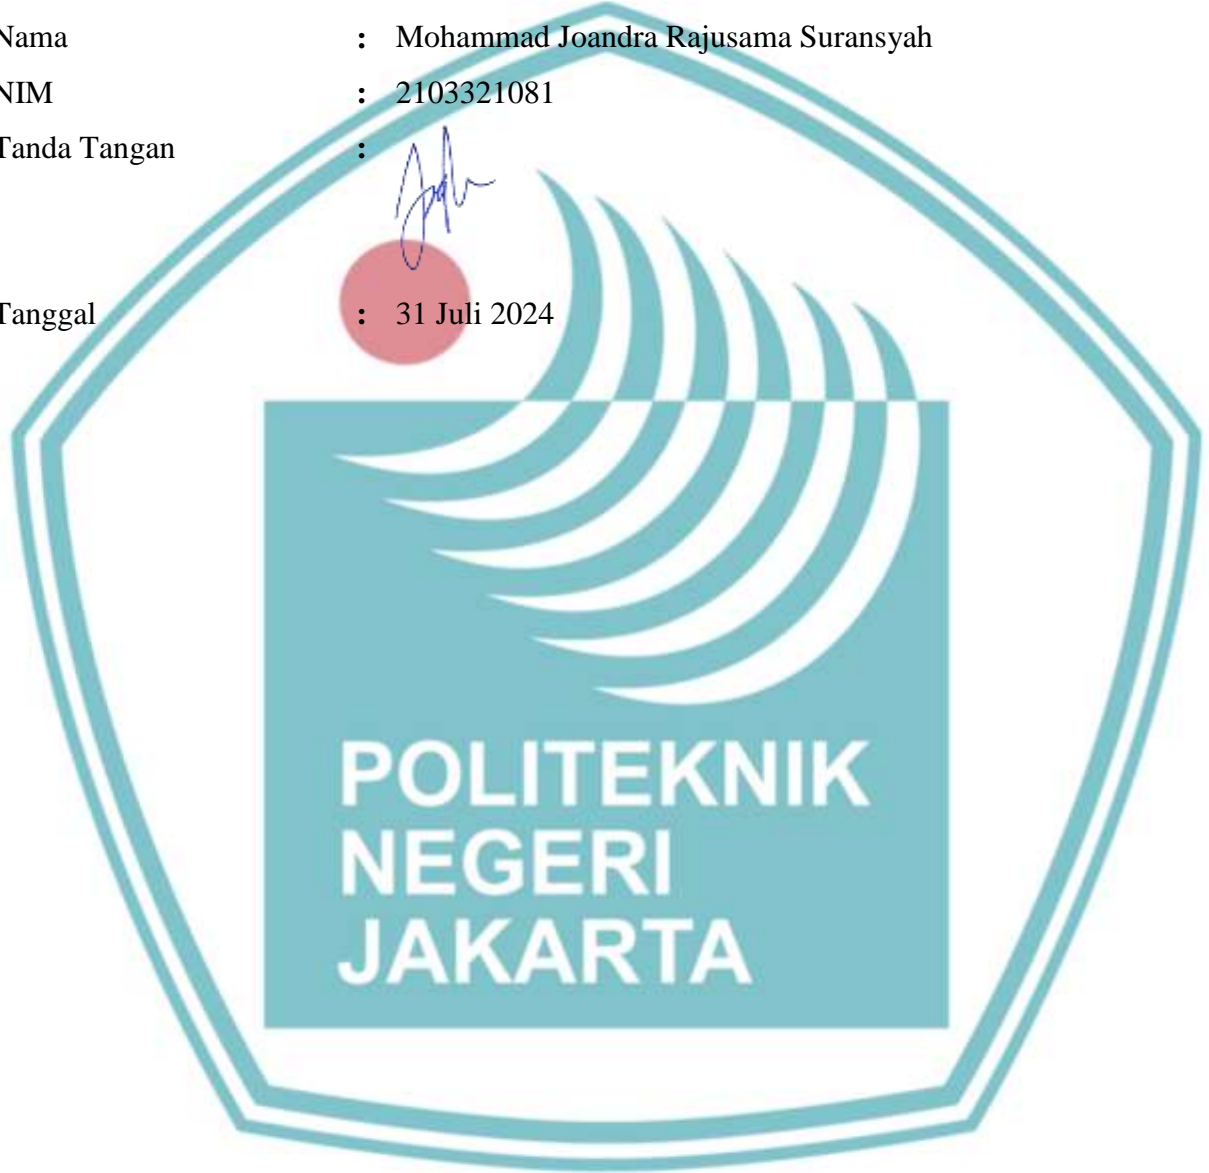 Nama : Mohammad Joandra Rajusama Suransyah
NIM : 2103321081
Tanda Tangan :
Tanggal : 31 Juli 2024
POLITEKNIK
NEGERI
JAKARTA